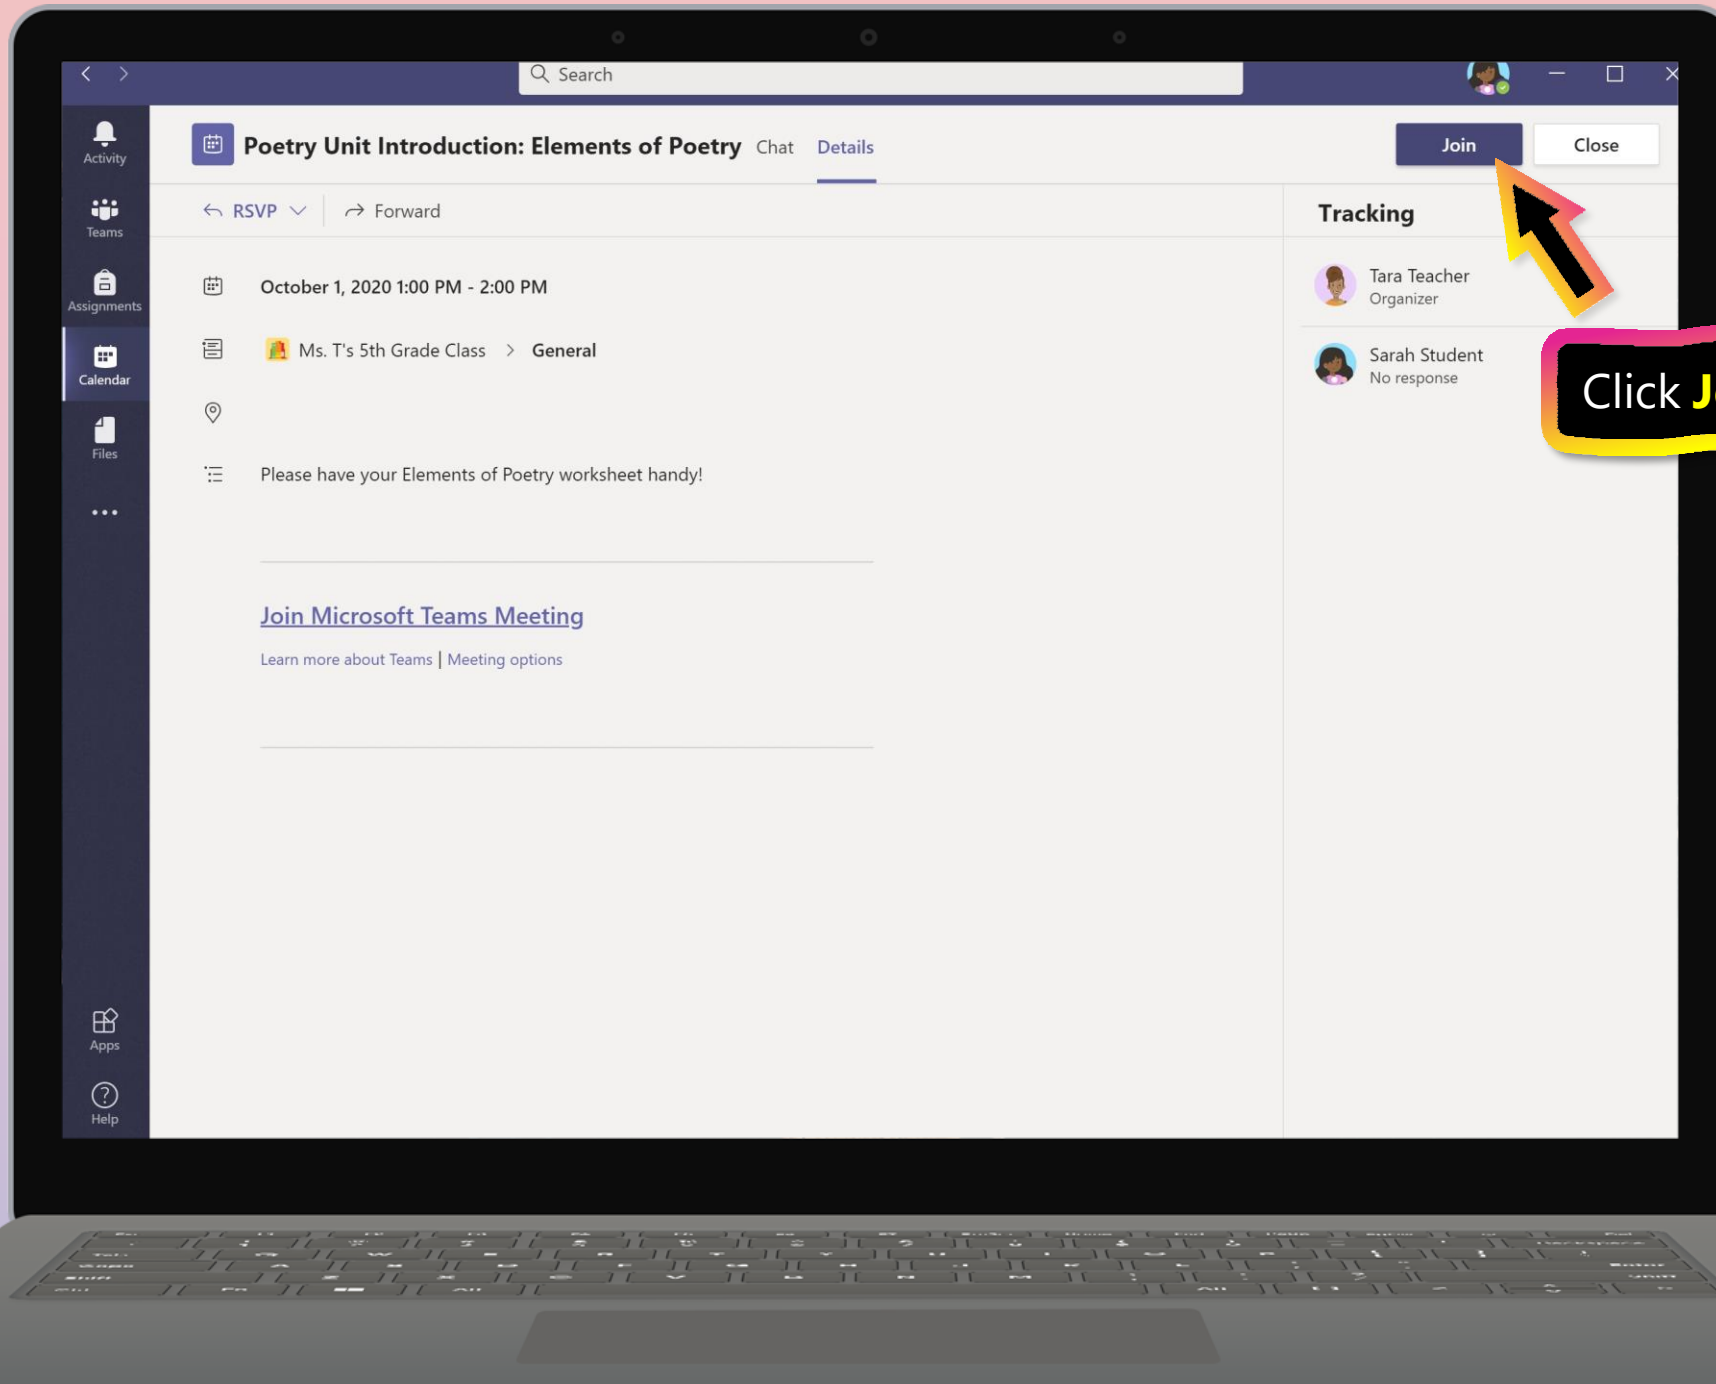 Search
Activity
Teams
Assignments
Calendar
Files
Apps
Help
Poetry Unit Introduction: Elements of Poetry Chat Details
Join Close
RSVP Forward
October 1, 2020 1:00 PM - 2:00 PM
Ms. T's 5th Grade Class > General
Please have your Elements of Poetry worksheet handy!
Join Microsoft Teams Meeting
Learn more about Teams | Meeting options
Tracking
Tara Teacher
Organizer
Sarah Student
No response
Click